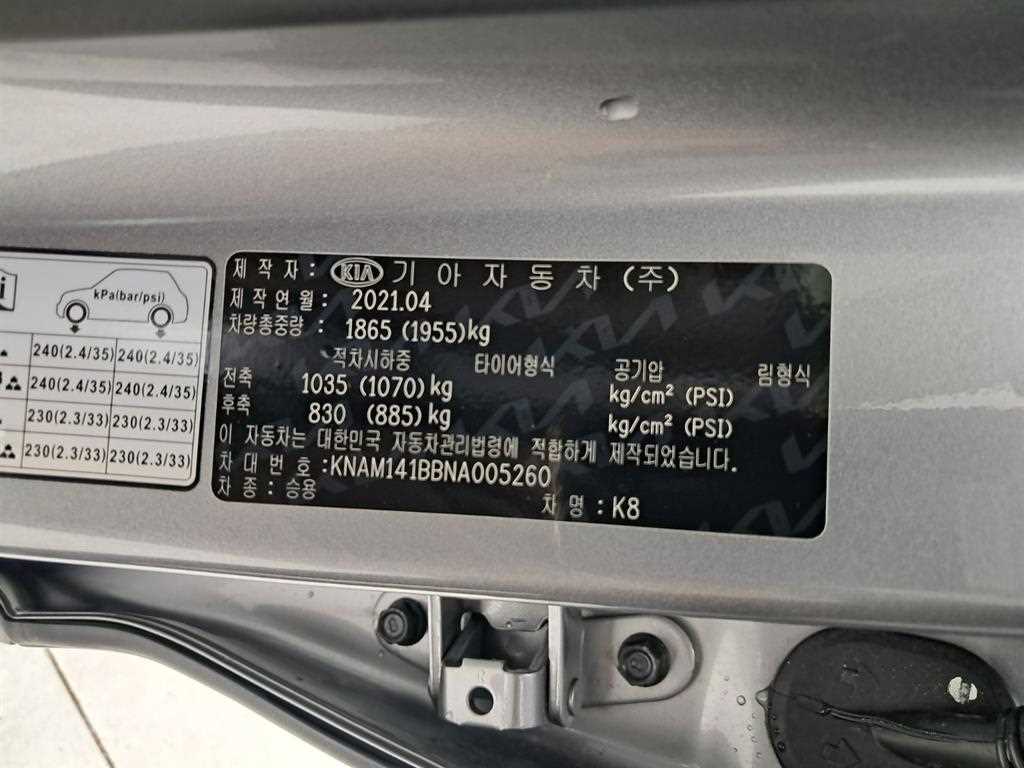 kPa(bar/psi)
240(2.4/35) 240(2.4/35)
240(2.4/35) 240(2.4/35)
230(2.3/33) 230(2.3/33)
230(2.3/33) 230(2.3/33)
제 작 자 : KIA 기 아 자 동 차 (주)
제 작 연 월 : 2021.04
차량총중량 : 1865 (1955)kg
적차시하중 타이어형식 공기압 림형식
전축 1035 (1070) kg kg/cm² (PSI)
후축 830 (885)kg kg/cm² (PSI)
이 자동차는 대한민국 자동차관리법령에 적합하게 제작되었습니다.
차 대 번 호 :KNAM141BBNA005260
차종: 승용 차 명 : K8